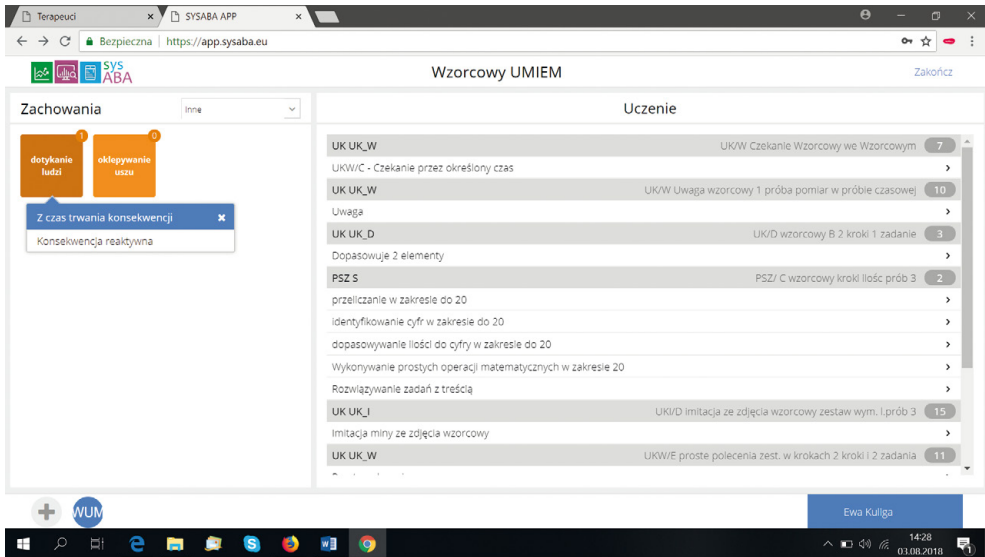 Terapeuci
SYSABA APP
Bezpieczna
https://app.sysaba.eu
sys
ABA
Wzorcowy UMIEM
Zakończ
Zachowania
Inne
Uczenie
1
dotykanie
ludzi
0
oklepywanie
uszu
Z czas trwania konsekwencji
Konsekwencja reaktywna
UK UK_W UK/W Czekanie Wzorcowy we Wzorcowym 7
UKW/C - Czekanie przez określony czas
UK UK_W UK/W Uwaga wzorcowy 1 próba pomiar w próbie czasowej 10
Uwaga
UK UK_D UK/D wzorcowy B 2 kroki 1 zadanie 3
Dopasowuje 2 elementy
PSZ S PSZ/ C wzorcowy kroki ilośc prób 3 2
przeliczanie w zakresie do 20
identyfikowanie cyfr w zakresie do 20
dopasowywanie ilości do cyfry w zakresie do 20
Wykonywanie prostych operacji matematycznych w zakresie 20
Rozwiązywanie zadań z treścią
UK UK_I UKI/D imitacja ze zdjęcia wzorcowy zestaw wym. l.prób 3 15
Imitacja miny ze zdjęcia wzorcowy
UK UK_W UKW/E proste polecenia zest. w krokach 2 kroki i 2 zadania 11
WUM
Ewa Kuliga
14:28
03.08.2018